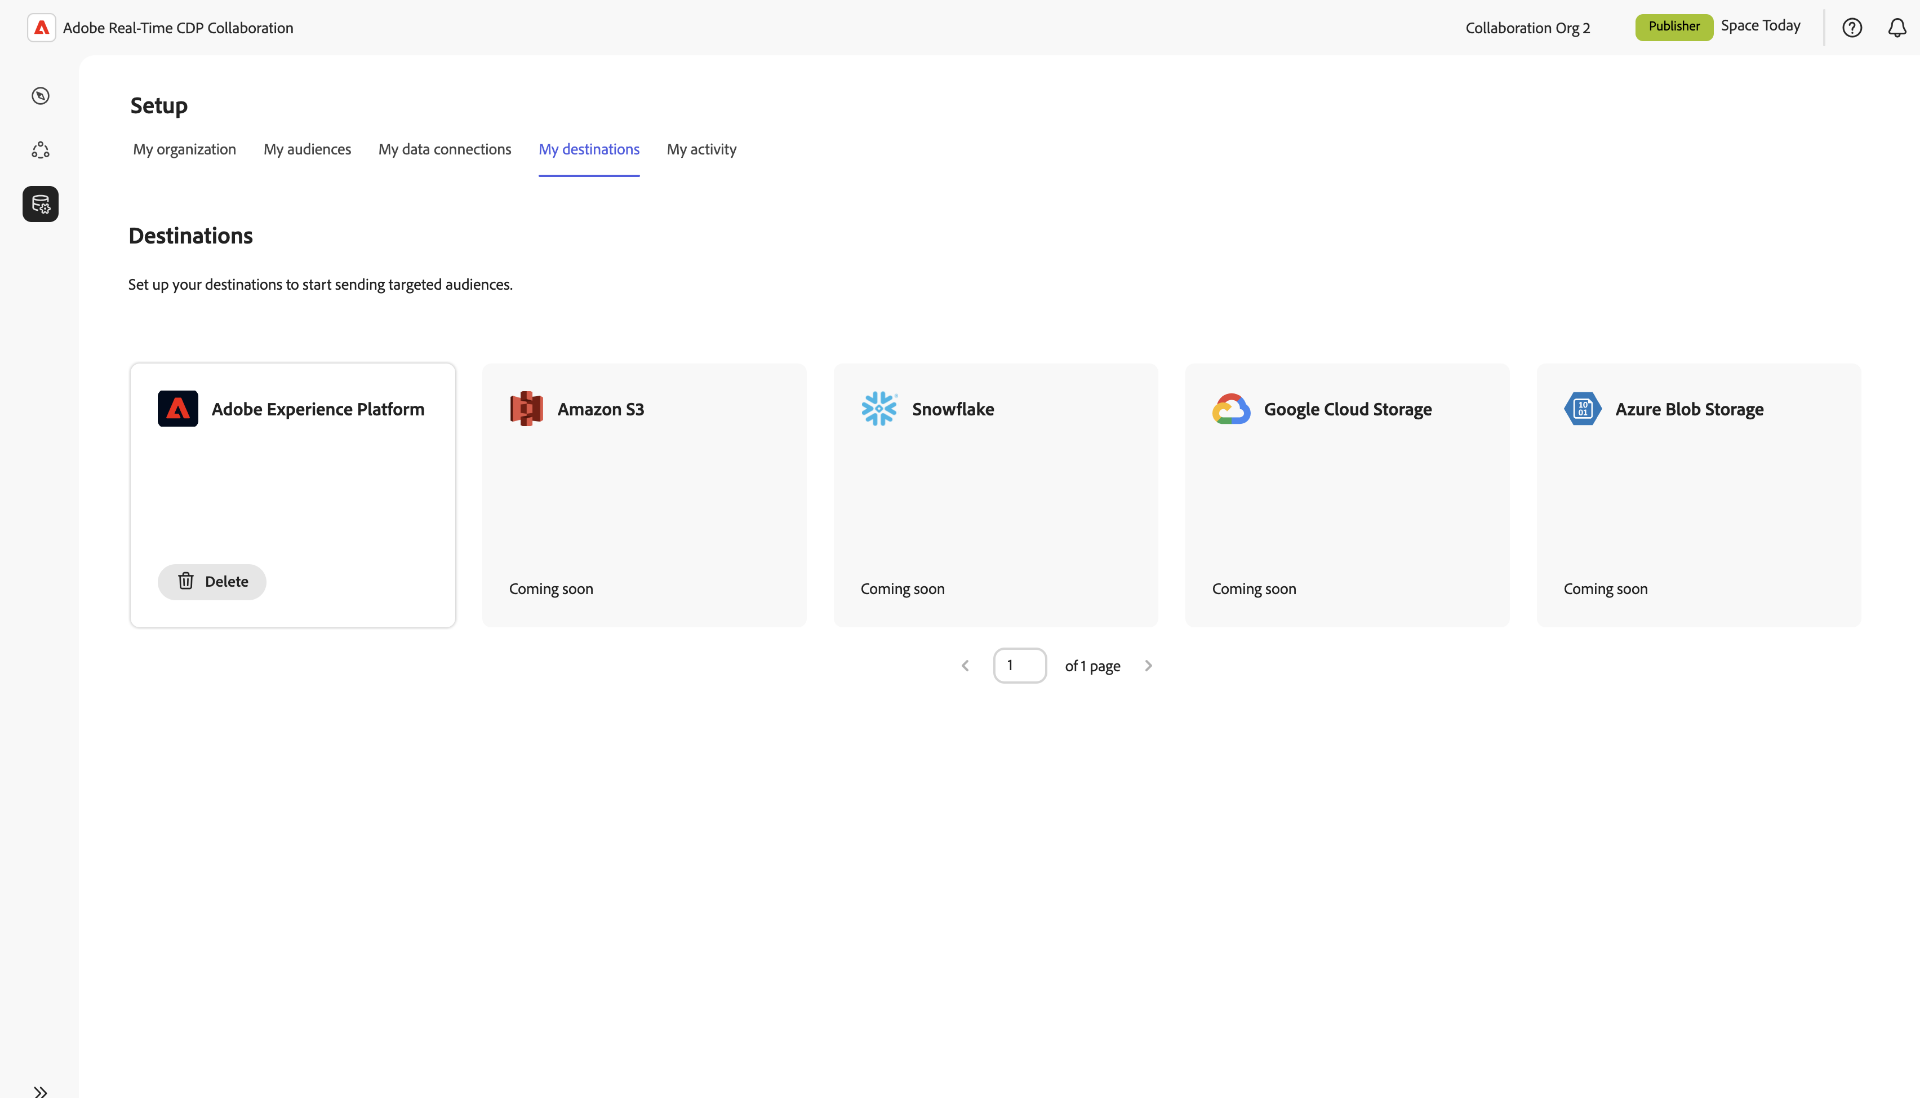 Adobe Real-Time CDP Collaboration
Collaboration Org 2
Publisher
Space Today
Setup
My organization
My audiences
My data connections
My destinations
My activity
Destinations
Set up your destinations to start sending targeted audiences.
Adobe Experience Platform
Delete
Amazon S3
Coming soon
Snowflake
Coming soon
Google Cloud Storage
Coming soon
10
01
Azure Blob Storage
Coming soon
1
of 1 page